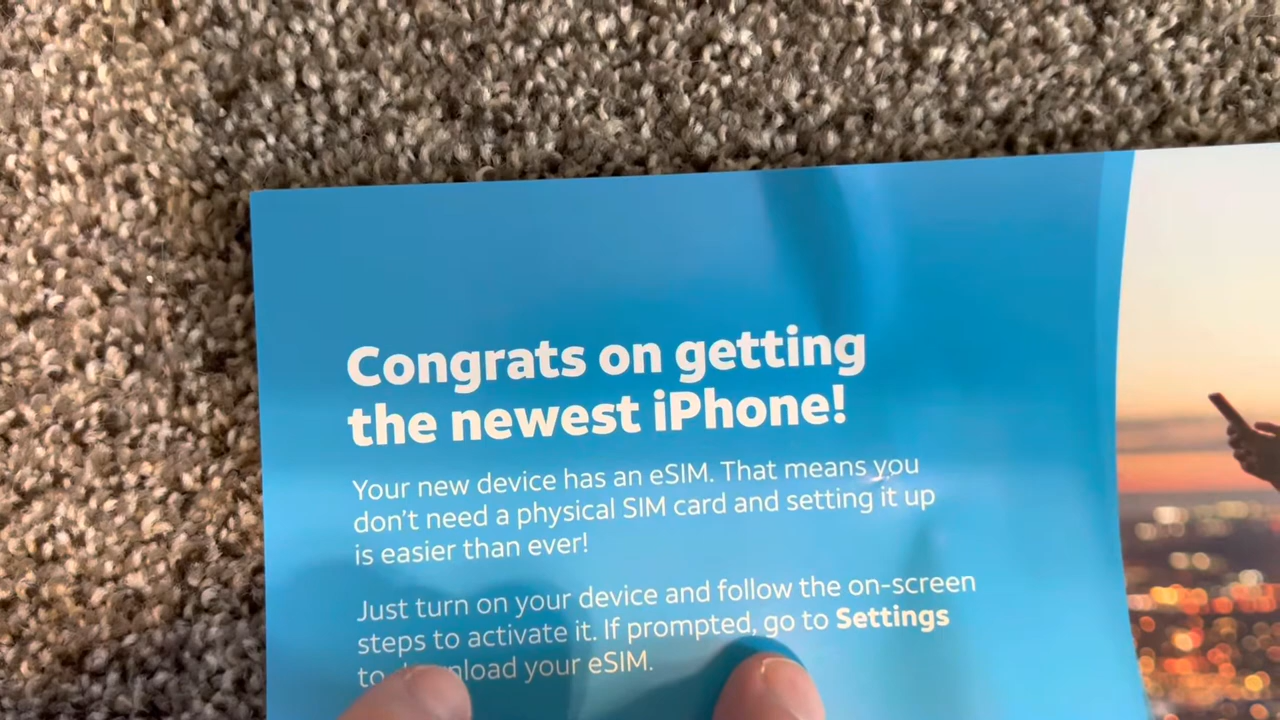 Congrats on getting
the newest iPhone!
Your new device has an eSIM. That means you
don't need a physical SIM card and setting it up
is easier than ever!
Just turn on your device and follow the on-screen
steps to activate it. If prompted, go to Settings
to your eSIM.